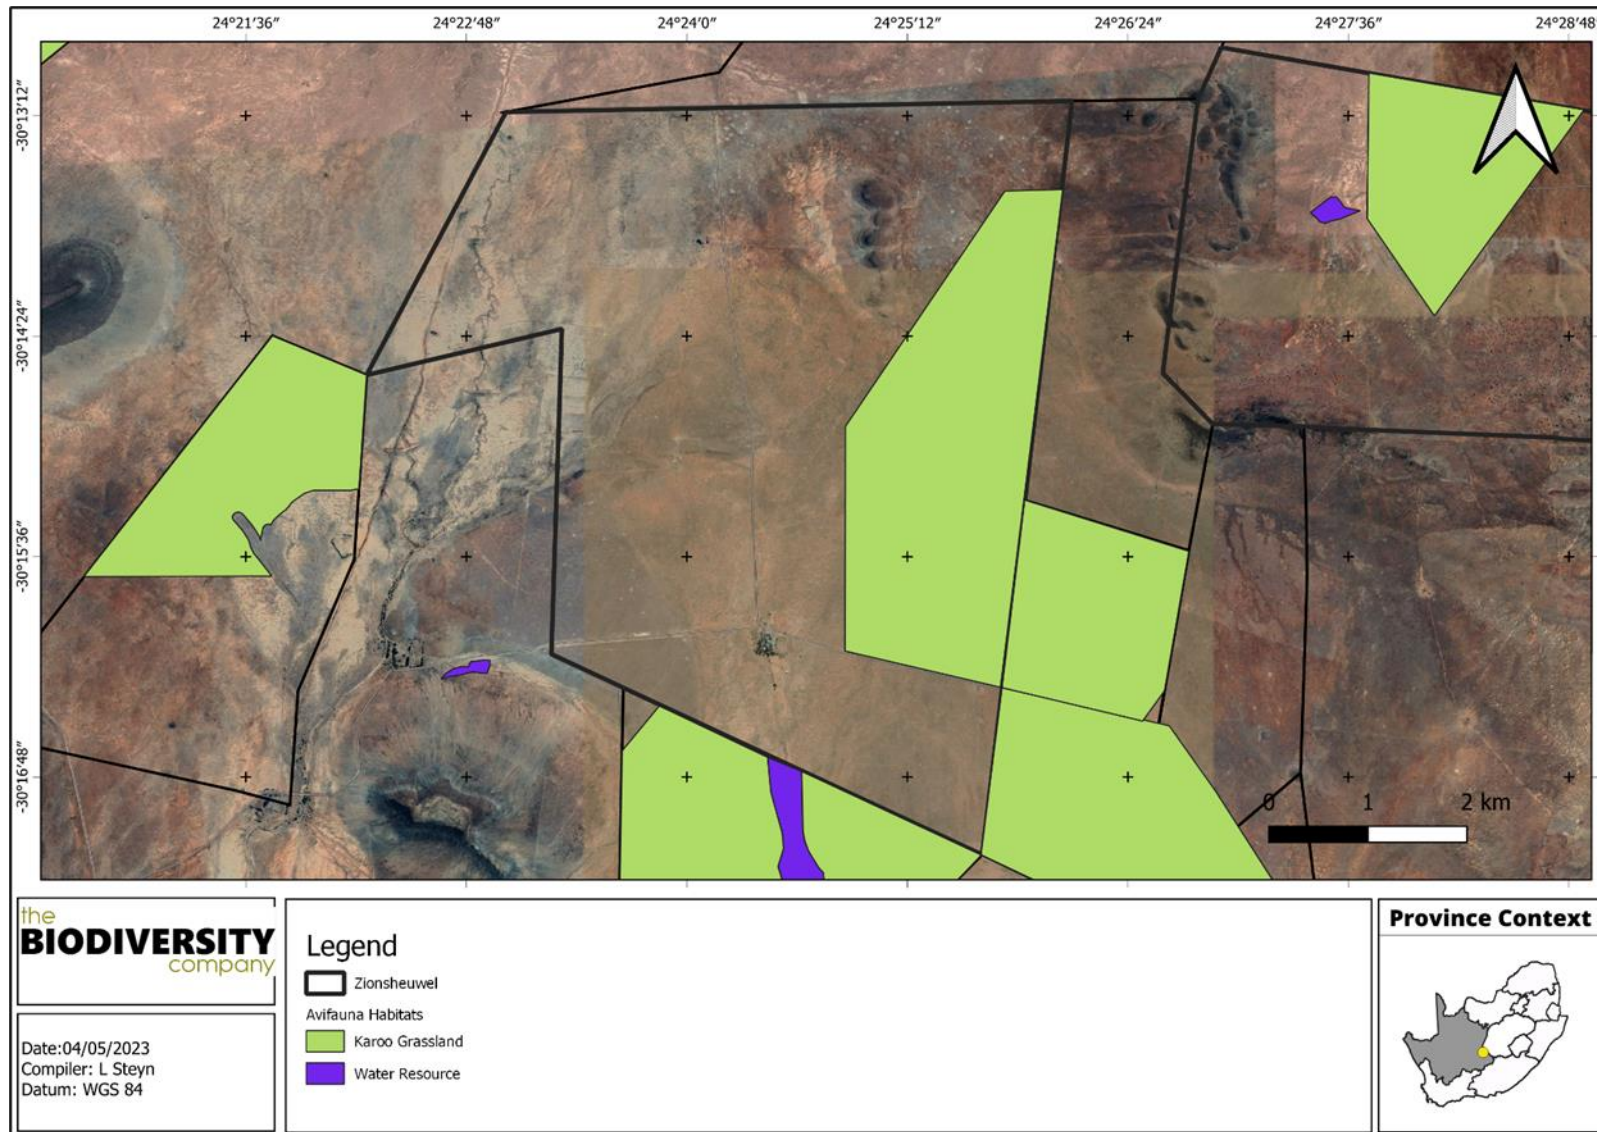 24°21′36″ 24°22′48″ 24°24′0″ 24°25′12″ 24°26′24″ 24°27′36″ 24°28′48″
-30°13′12″
-30°14′24″
-30°15′36″
-30°16′48″
0 1 2 km
the
BIODIVERSITY
company
Date:04/05/2023
Compiler: L Steyn
Datum: WGS 84
Legend
Zionsheuwel
Avifauna Habitats
Karoo Grassland
Water Resource
Province Context